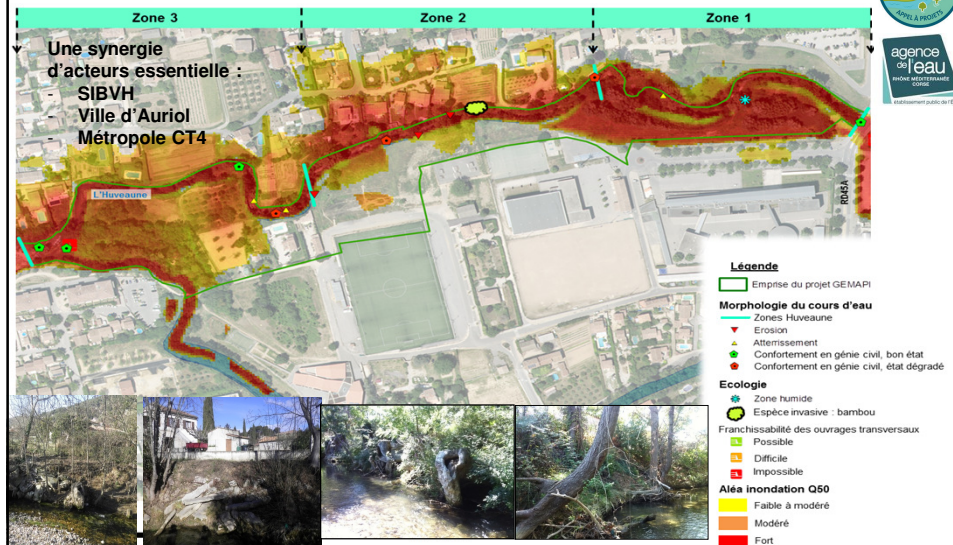 Zone 3
Zone 2
Zone 1
APPEL À PROJETS
agence
de l'eau
RHÔNE MÉDITERRANÉE
CORSE
Une synergie
d'acteurs essentielle :
- SIBVH
- Ville d'Auriol
- Métropole CT4
L'Huveaune
RD45A
Légende
Emprise du projet GEMAPI
Morphologie du cours d'eau
Zones Huveaune
Erosion
Atterrissement
Confortement en génie civil, bon état
Confortement en génie civil, état dégradé
Ecologie
Zone humide
Espèce invasive : bambou
Franchissabilité des ouvrages transversaux
Possible
Difficile
Impossible
Aléa inondation Q50
Faible à modéré
Modéré
Fort